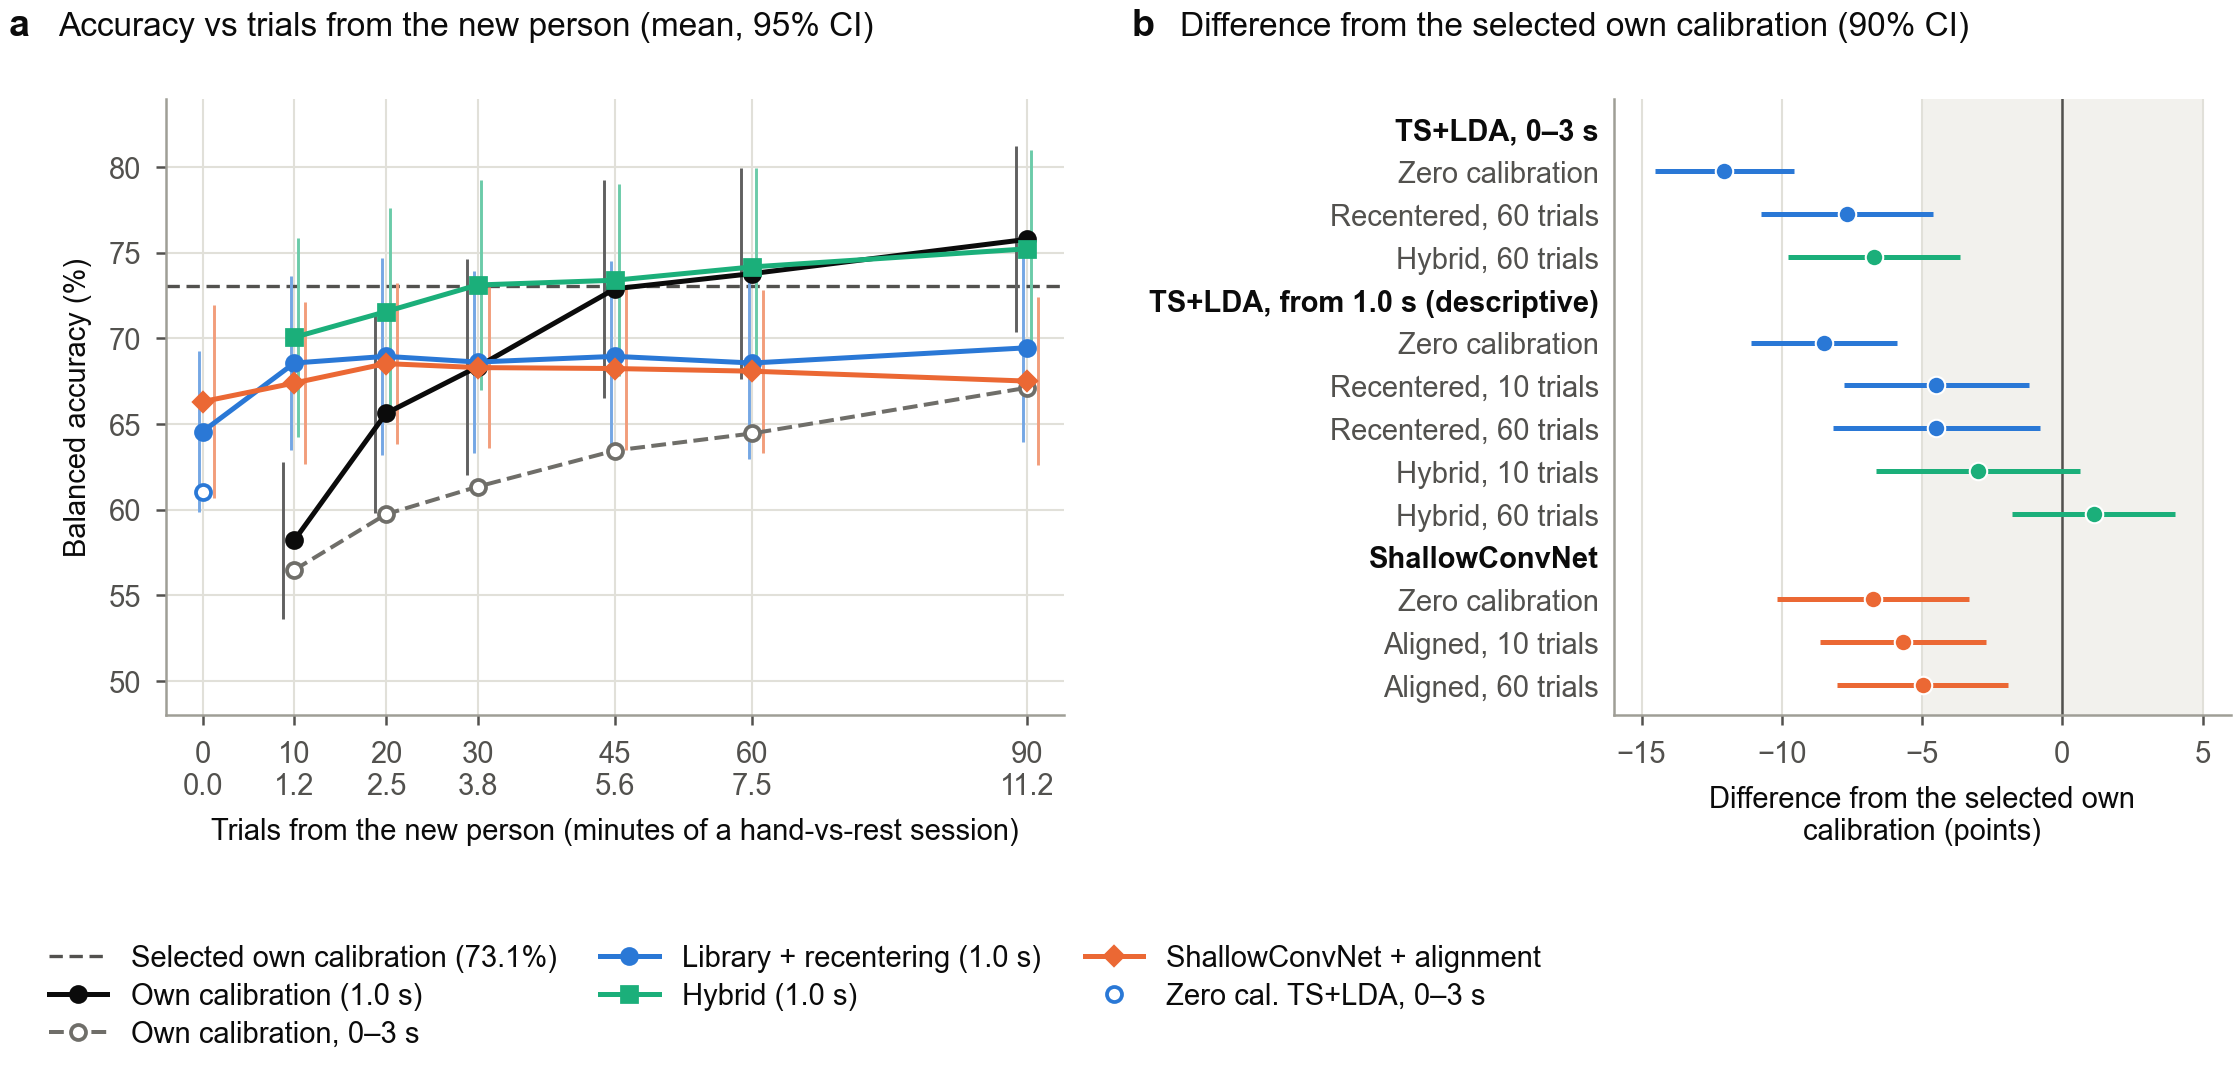 a Accuracy vs trials from the new person (mean, 95% CI)
Balanced accuracy (%)
80
75
70
65
60
55
50
0 10 20 30 45 60 90
0.0 1.2 2.5 3.8 5.6 7.5 11.2
Trials from the new person (minutes of a hand-vs-rest session)
b Difference from the selected own calibration (90% CI)
TS+LDA, 0–3 s
Zero calibration
Recentered, 60 trials
Hybrid, 60 trials
TS+LDA, from 1.0 s (descriptive)
Zero calibration
Recentered, 10 trials
Recentered, 60 trials
Hybrid, 10 trials
Hybrid, 60 trials
ShallowConvNet
Zero calibration
Aligned, 10 trials
Aligned, 60 trials
−15 −10 −5 0 5
Difference from the selected own
calibration (points)
Selected own calibration (73.1%)
Own calibration (1.0 s)
Own calibration, 0–3 s
Library + recentering (1.0 s)
Hybrid (1.0 s)
ShallowConvNet + alignment
Zero cal. TS+LDA, 0–3 s